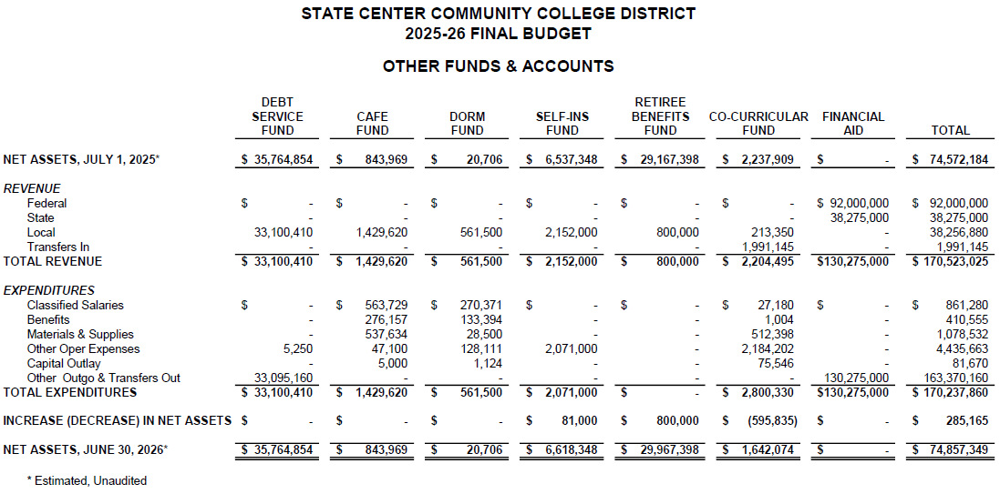 STATE CENTER COMMUNITY COLLEGE DISTRICT
2025-26 FINAL BUDGET
OTHER FUNDS & ACCOUNTS
DEBT RETIREE
SERVICE CAFE DORM SELF-INS BENEFITS CO-CURRICULAR FINANCIAL
FUND FUND FUND FUND FUND FUND AID TOTAL
NET ASSETS, JULY 1, 2025* $ 35,764,854 $ 843,969 $ 20,706 $ 6,537,348 $ 29,167,398 $ 2,237,909 $ - $ 74,572,184
REVENUE
Federal $ - $ - $ - $ - $ - $ - $ 92,000,000 $ 92,000,000
State - - - - - - 38,275,000 38,275,000
Local 33,100,410 1,429,620 561,500 2,152,000 800,000 213,350 - 38,256,880
Transfers In - - - - - 1,991,145 - 1,991,145
TOTAL REVENUE $ 33,100,410 $ 1,429,620 $ 561,500 $ 2,152,000 $ 800,000 $ 2,204,495 $130,275,000 $ 170,523,025
EXPENDITURES
Classified Salaries $ - $ 563,729 $ 270,371 $ - $ - $ 27,180 $ - $ 861,280
Benefits - 276,157 133,394 - - 1,004 - 410,555
Materials & Supplies - 537,634 28,500 - - 512,398 - 1,078,532
Other Oper Expenses 5,250 47,100 128,111 2,071,000 - 2,184,202 - 4,435,663
Capital Outlay - 5,000 1,124 - - 75,546 - 81,670
Other Outgo & Transfers Out 33,095,160 - - - - - 130,275,000 163,370,160
TOTAL EXPENDITURES $ 33,100,410 $ 1,429,620 $ 561,500 $ 2,071,000 $ - $ 2,800,330 $130,275,000 $ 170,237,860
INCREASE (DECREASE) IN NET ASSETS $ - $ - $ - $ 81,000 $ 800,000 $ (595,835) $ - $ 285,165
NET ASSETS, JUNE 30, 2026* $ 35,764,854 $ 843,969 $ 20,706 $ 6,618,348 $ 29,967,398 $ 1,642,074 $ - $ 74,857,349
* Estimated, Unaudited